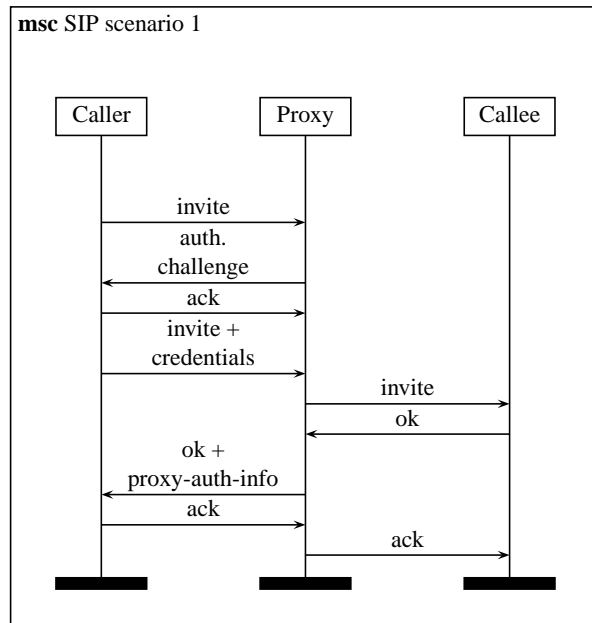 msc SIP scenario 1
Caller
Proxy
Callee
invite
auth.
challenge
ack
invite +
credentials
invite
ok
ok +
proxy-auth-info
ack
ack